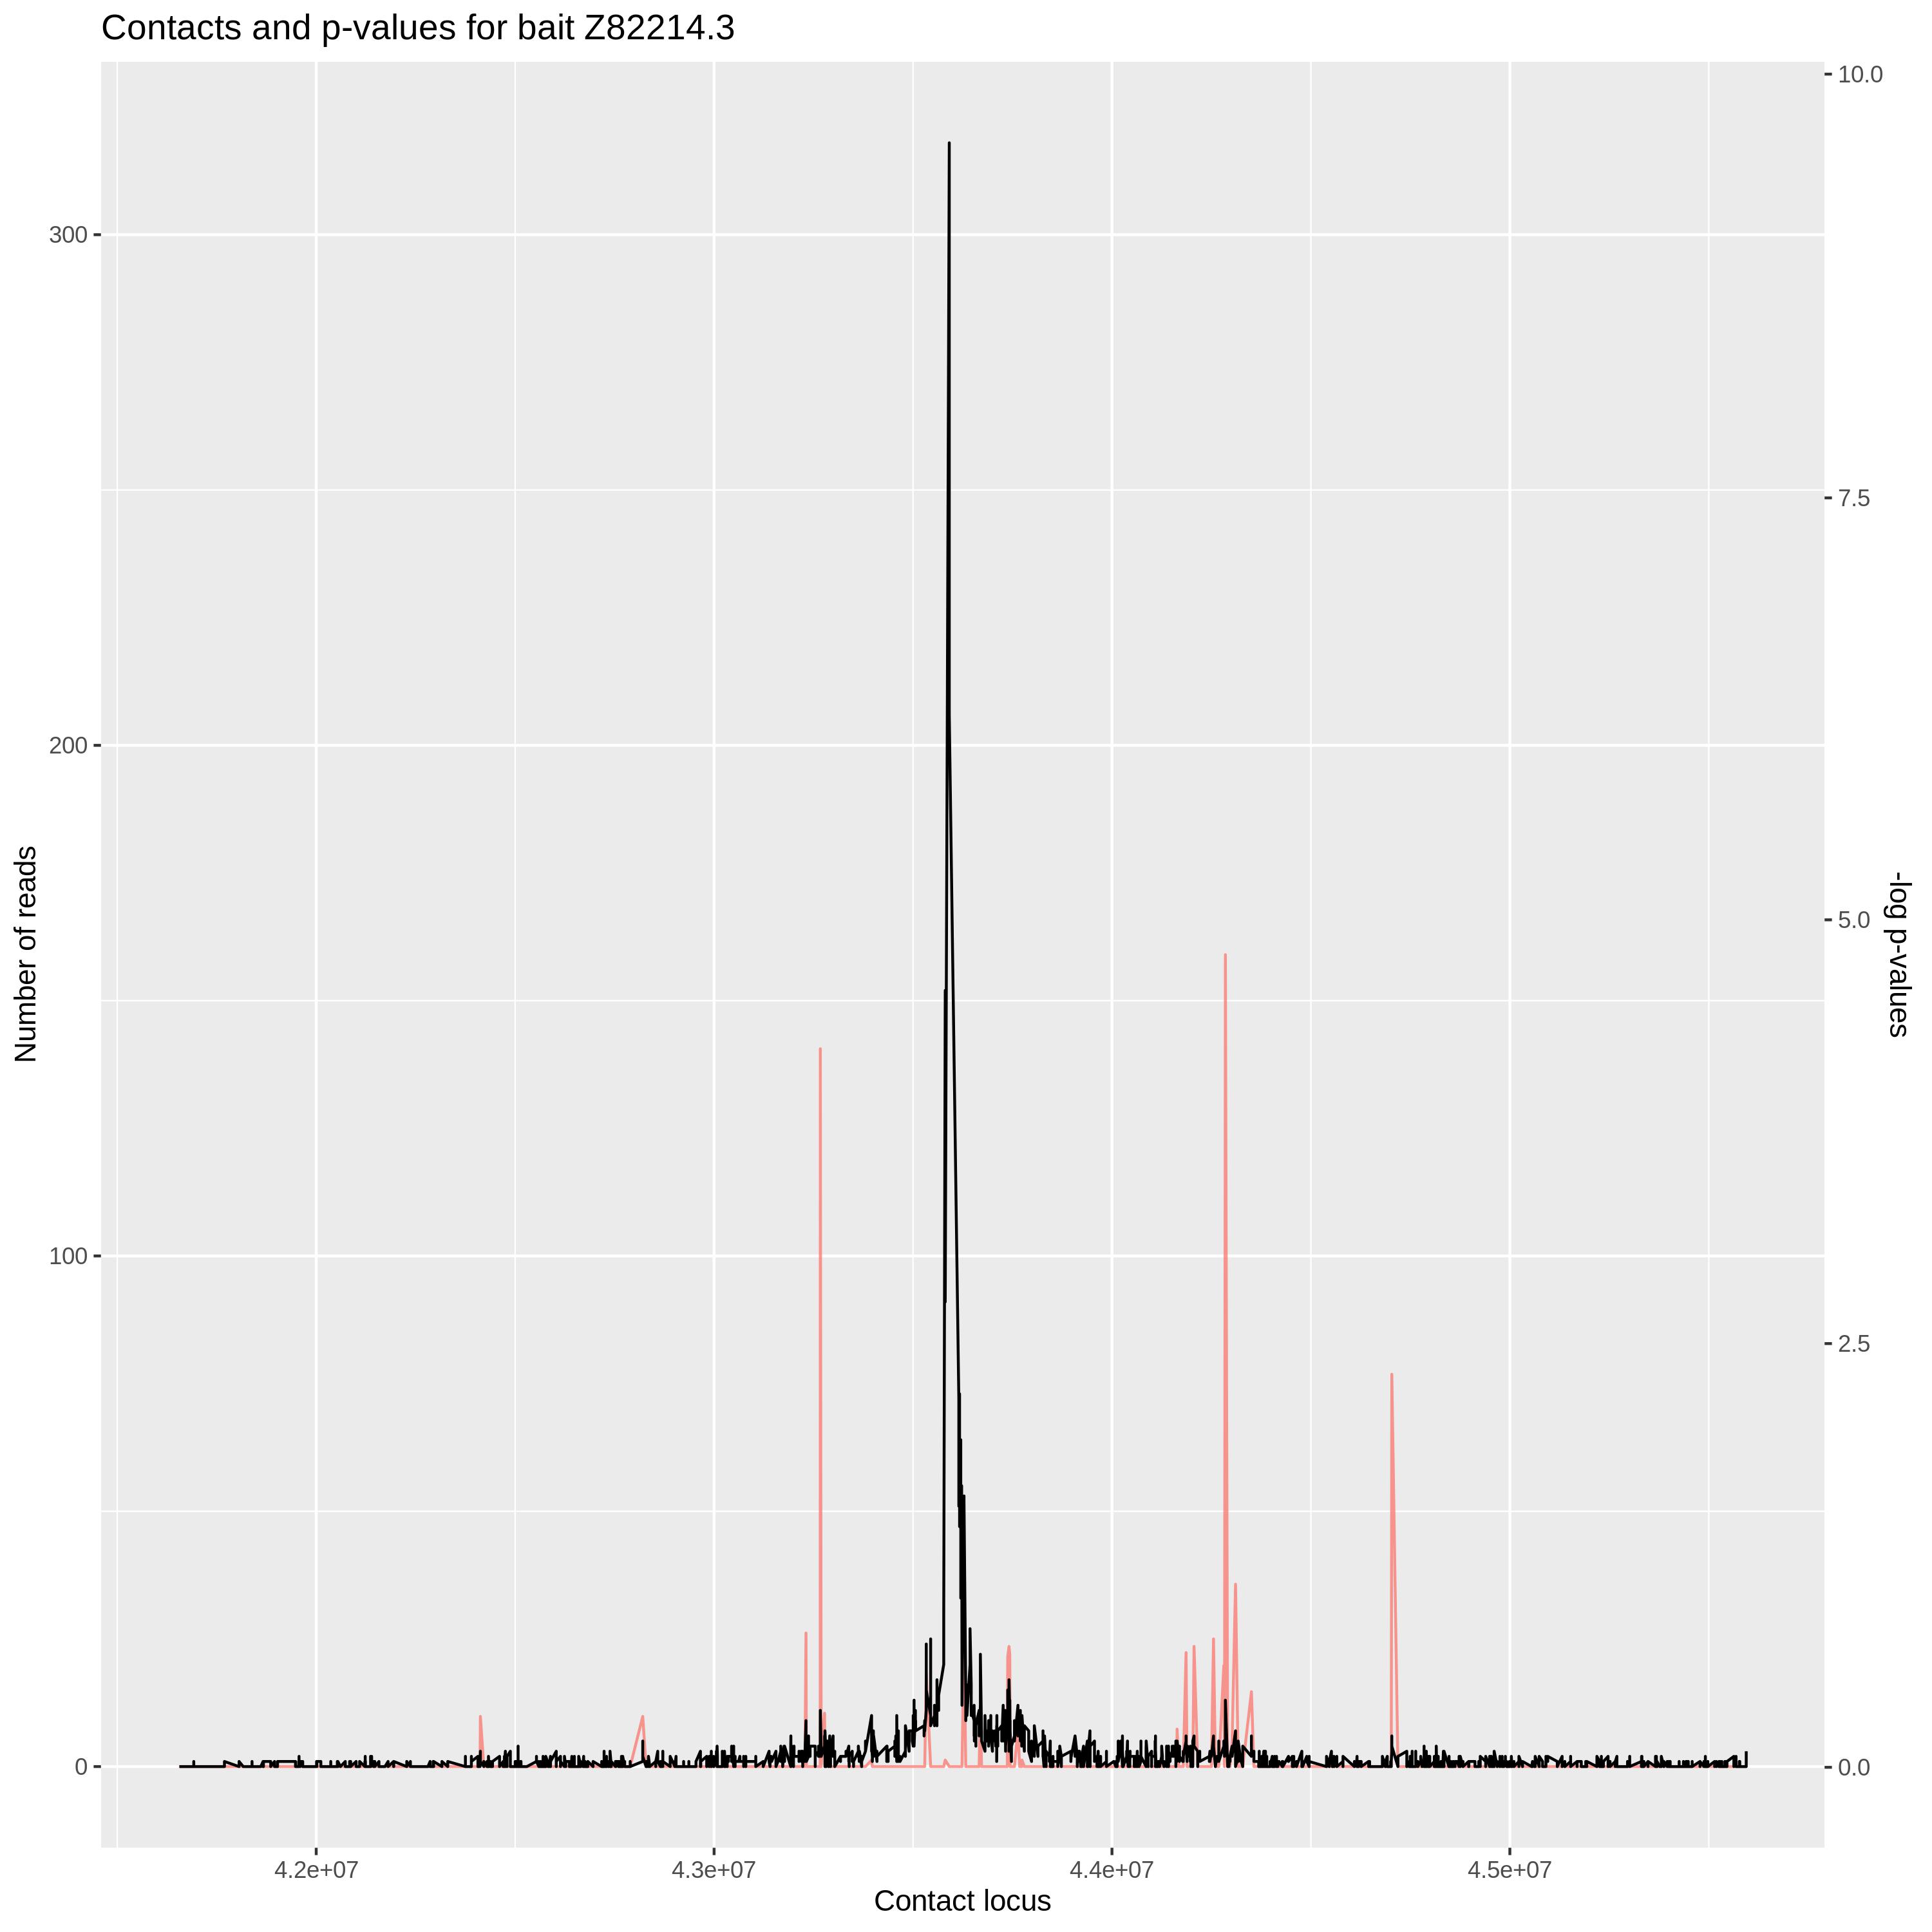 Contacts and p-values for bait Z82214.3
10.0
300
7.5
200
5.0
Number of reads
-log p-values
100
2.5
0
0.0
4.2e+07
4.3e+07
4.4e+07
4.5e+07
Contact locus